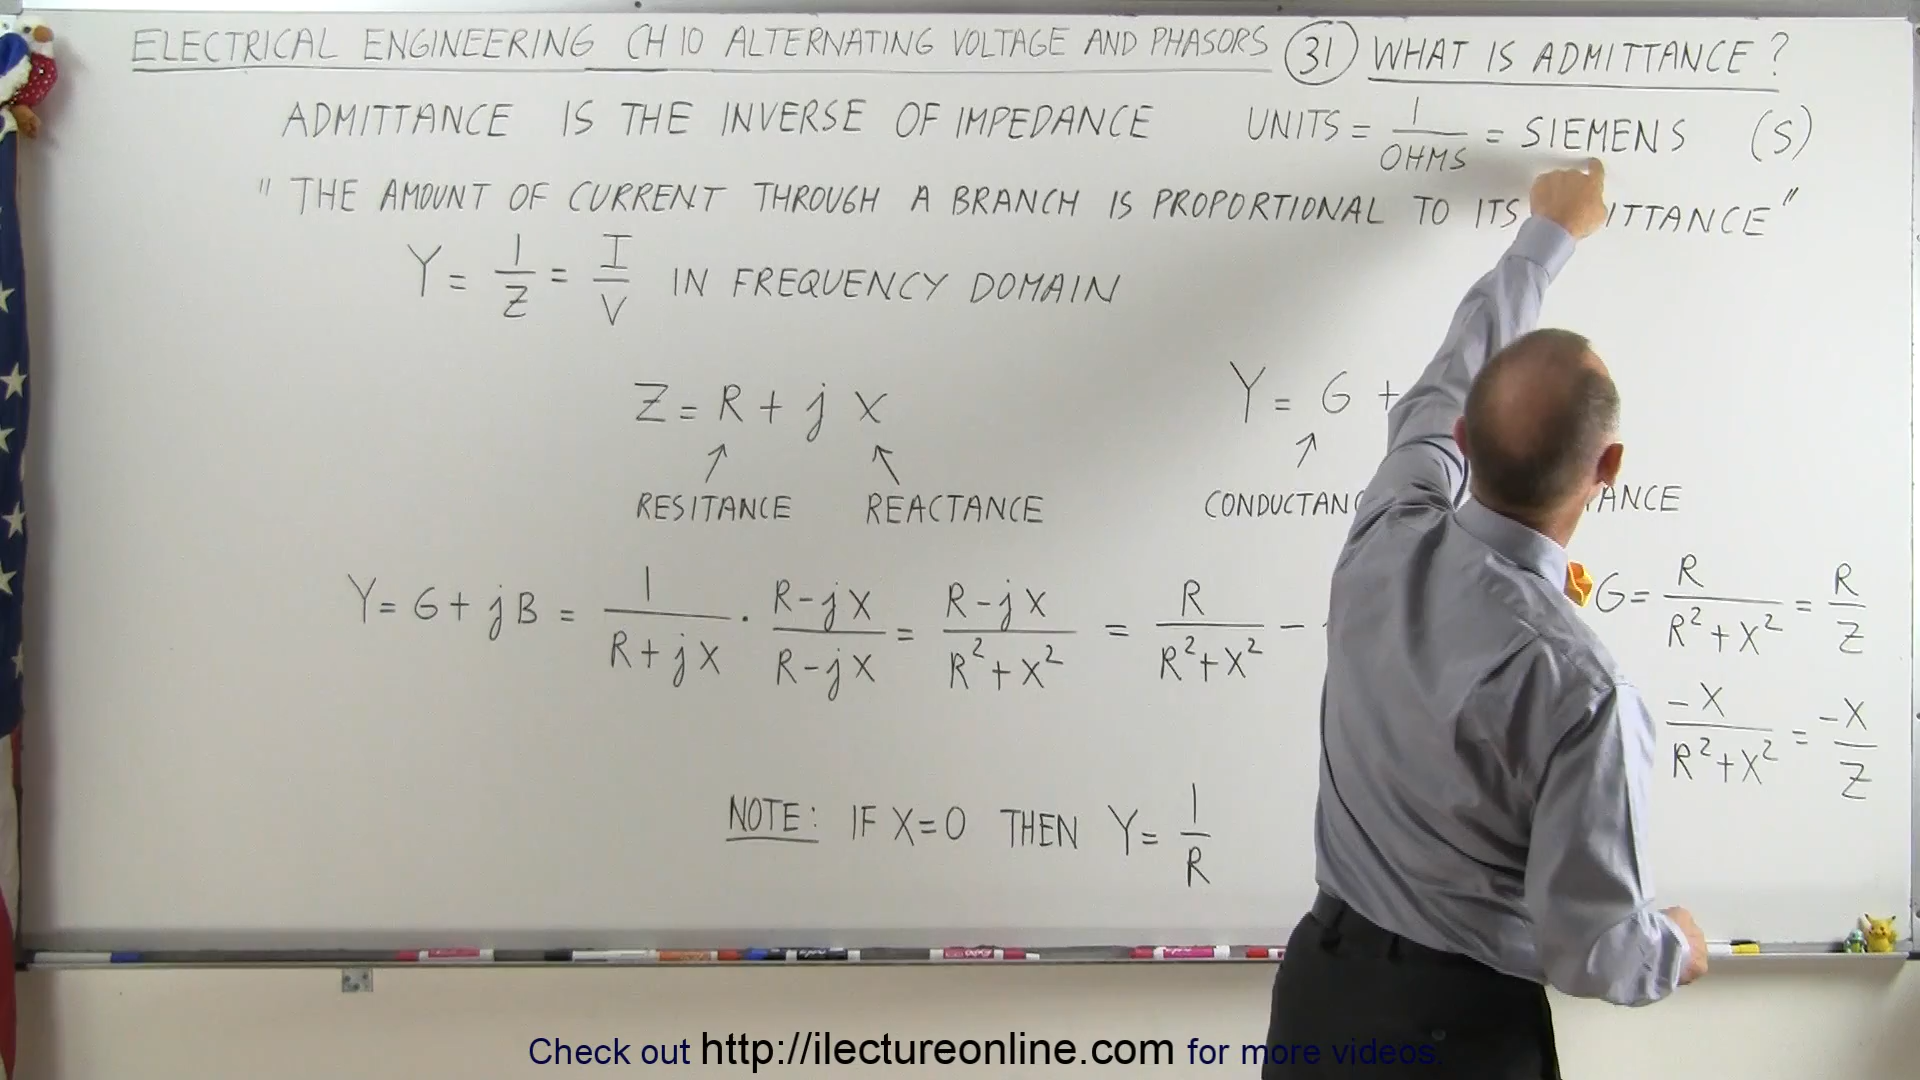 ELECTRICAL ENGINEERING CH 10 ALTERNATING VOLTAGE AND PHASORS 31 WHAT IS ADMITTANCE?
ADMITTANCE IS THE INVERSE OF IMPEDANCE UNITS = 1/OHMS = SIEMENS (S)
"THE AMOUNT OF CURRENT THROUGH A BRANCH IS PROPORTIONAL TO ITS ITTANCE"
Y = 1/Z = I/V IN FREQUENCY DOMAIN
Z = R + j X Y = G +
RESITANCE REACTANCE CONDUCTANC TANCE
Y = G + jB = 1/(R + jX) · (R - jX)/(R - jX) = (R - jX)/(R² + X²) = R/(R² + X²) - G = R/(R² + X²) = R/Z
-X/(R² + X²) = -X/Z
NOTE: IF X = 0 THEN Y = 1/R
Check out http://ilectureonline.com for more videos.